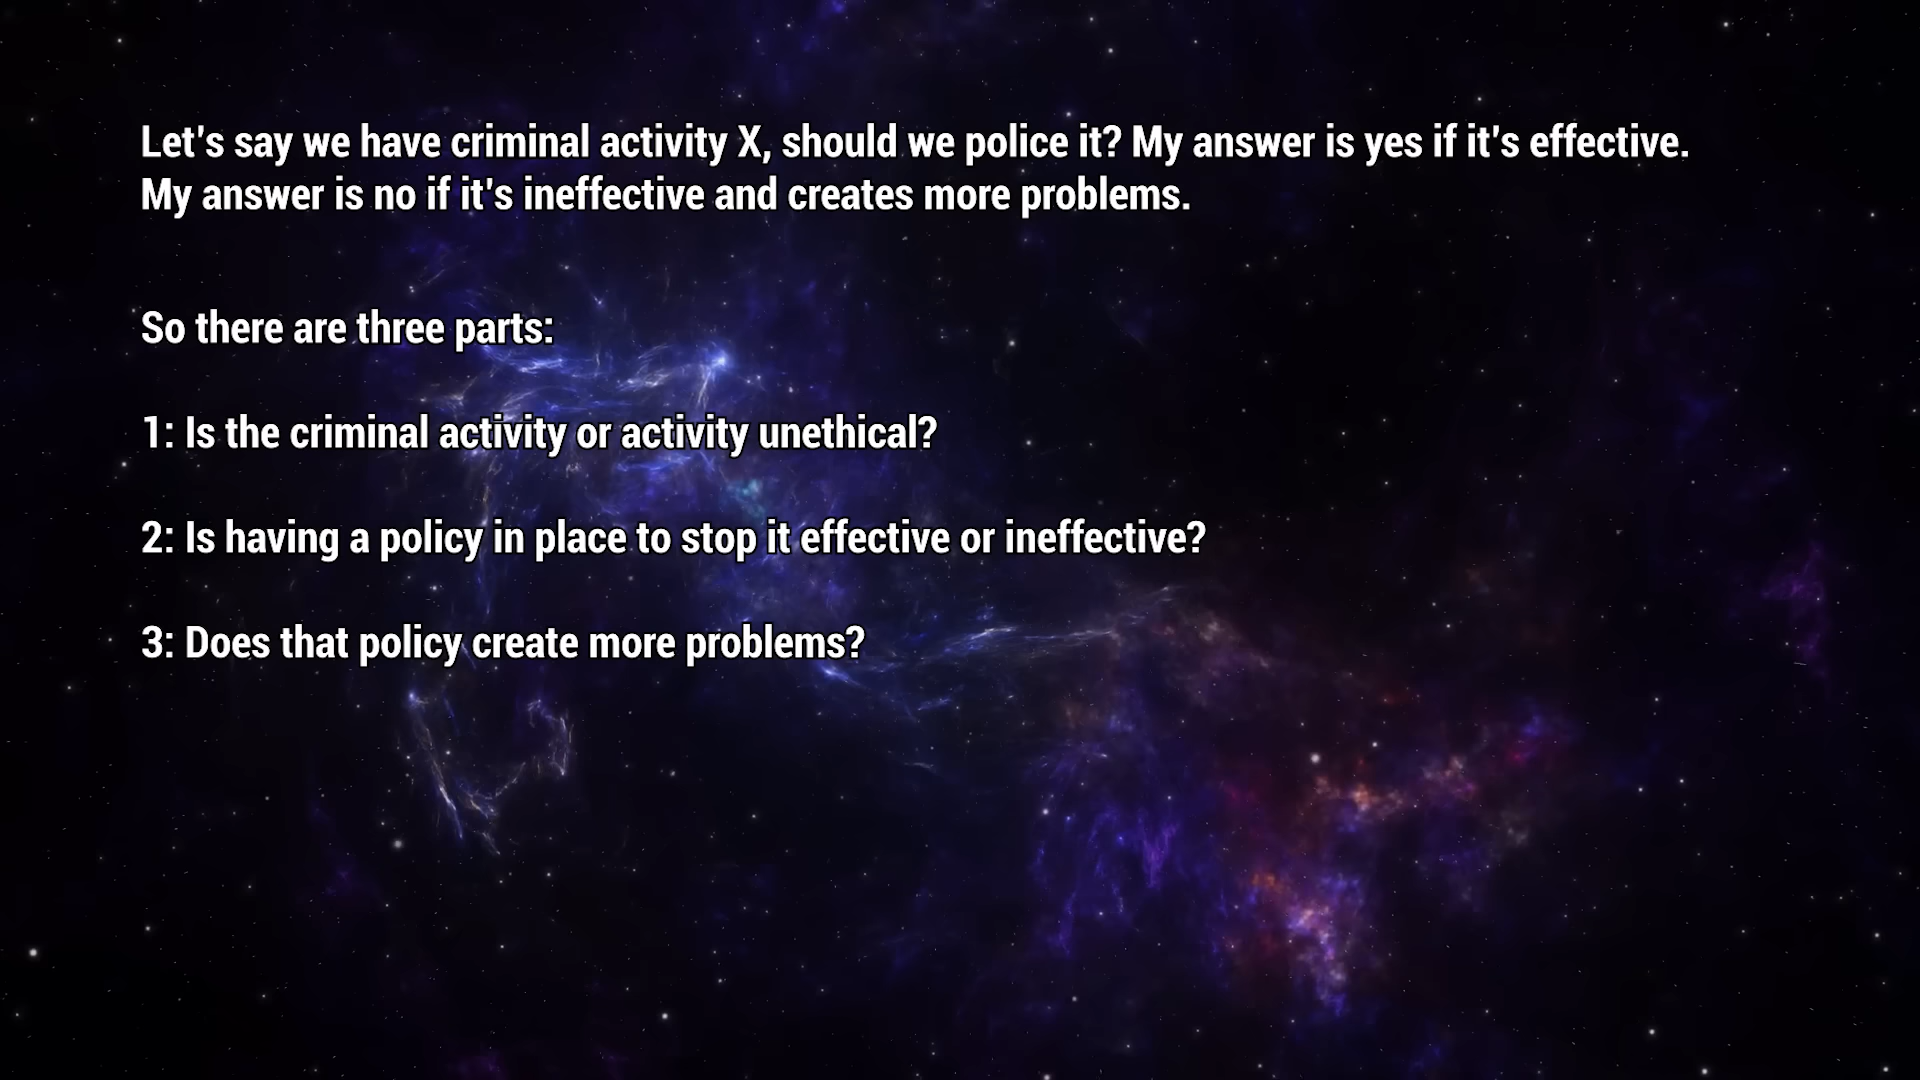 Let's say we have criminal activity X, should we police it? My answer is yes if it's effective.
My answer is no if it's ineffective and creates more problems.
So there are three parts:
1: Is the criminal activity or activity unethical?
2: Is having a policy in place to stop it effective or ineffective?
3: Does that policy create more problems?